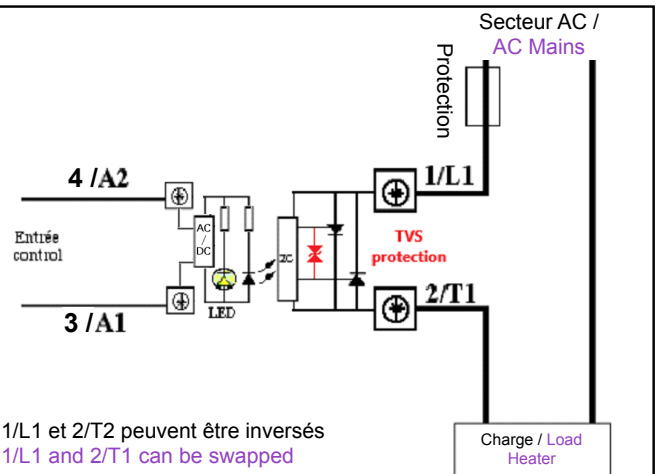 Secteur AC /
AC Mains
Protection
4 /A2
1/L1
AC
/
DC
ZC
Entrée
control
TVS
protection
LED
3 /A1
2/T1
1/L1 et 2/T2 peuvent être inversés
1/L1 and 2/T1 can be swapped
Charge / Load
Heater